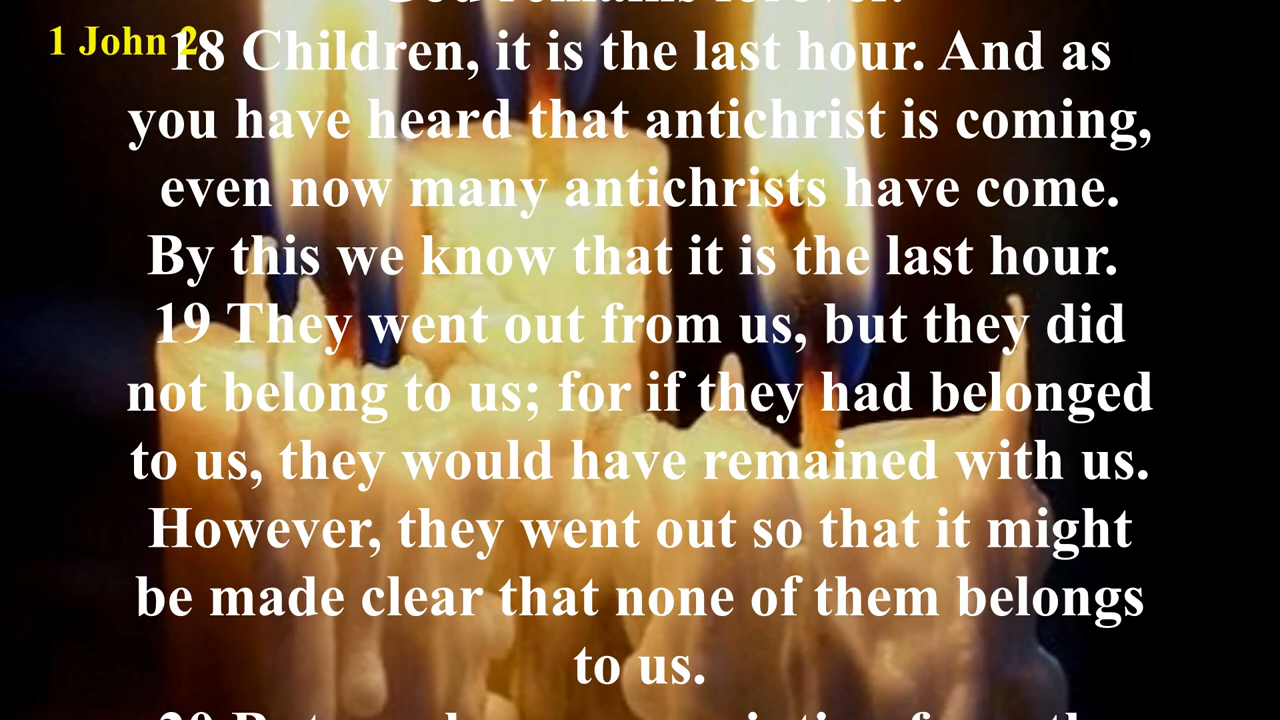 God remains forever.
1 John 2
18 Children, it is the last hour. And as
you have heard that antichrist is coming,
even now many antichrists have come.
By this we know that it is the last hour.
19 They went out from us, but they did
not belong to us; for if they had belonged
to us, they would have remained with us.
However, they went out so that it might
be made clear that none of them belongs
to us.